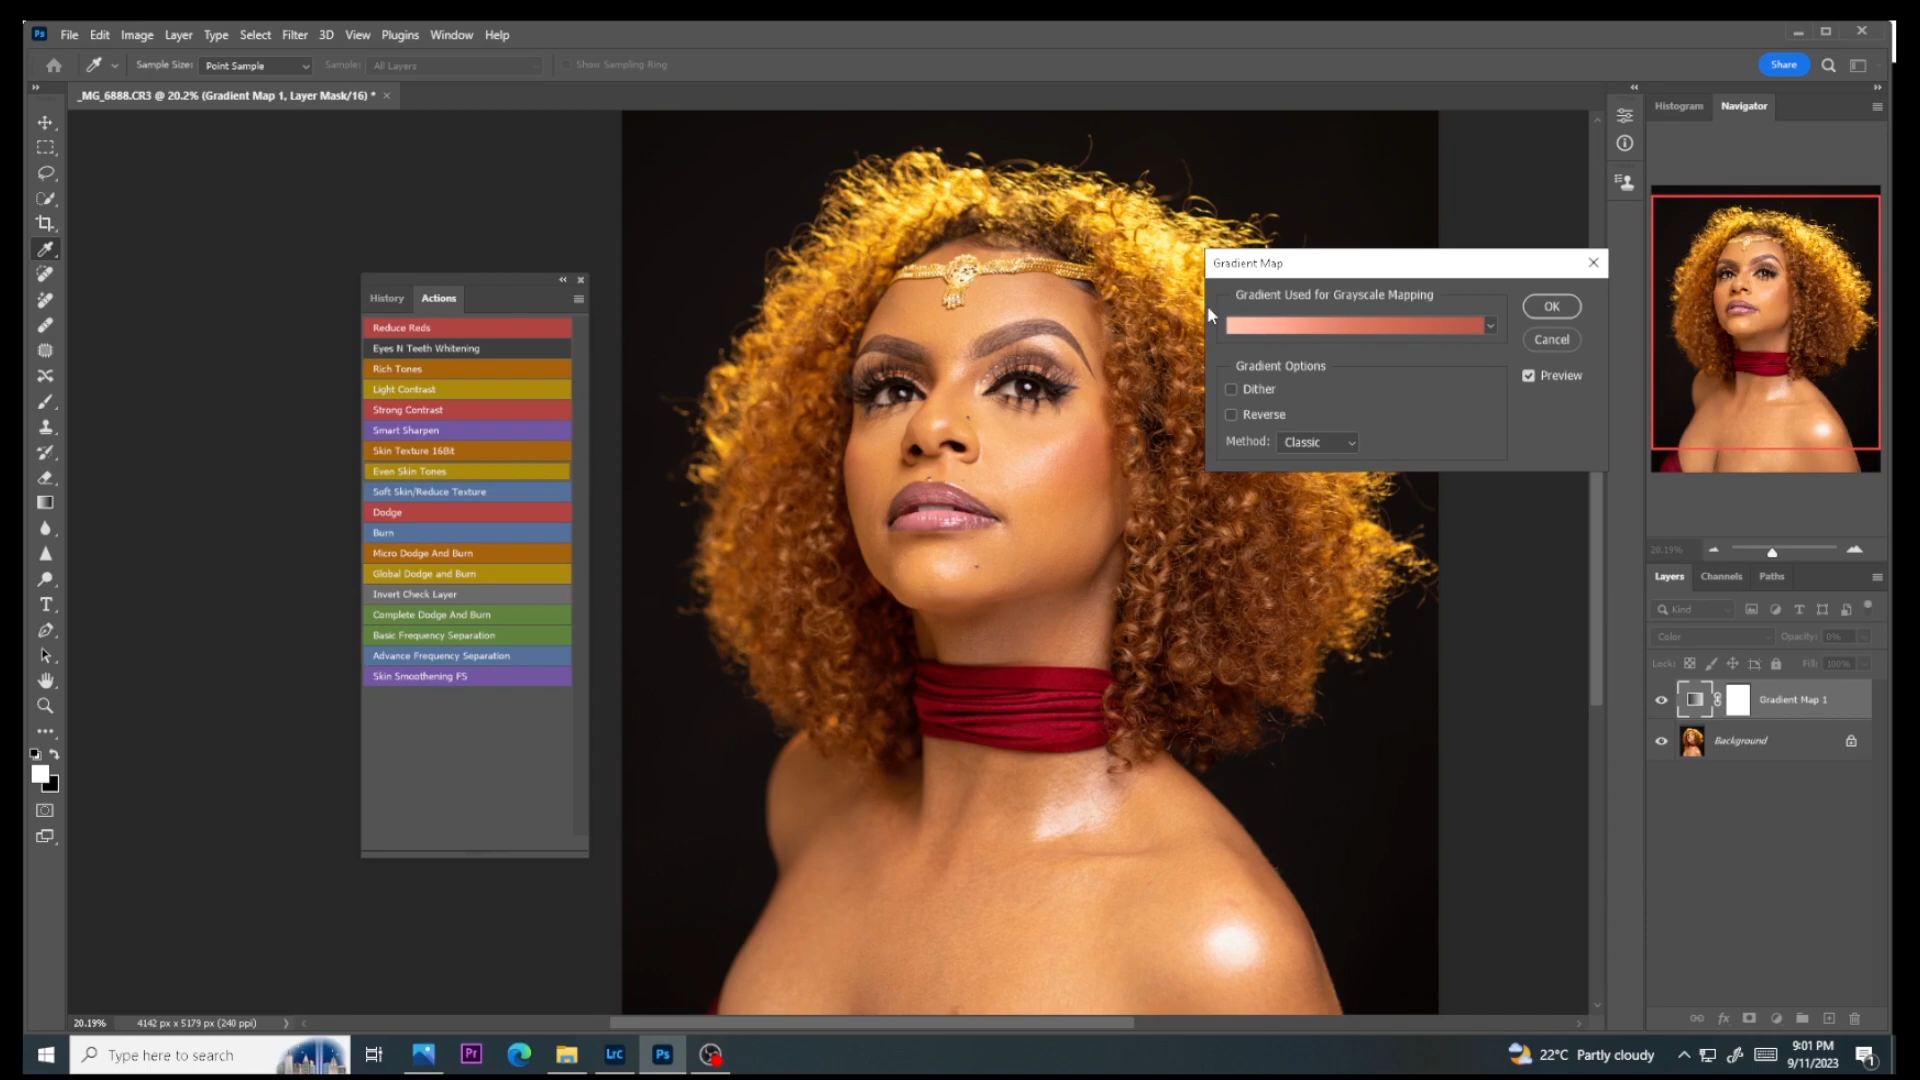 Ps File Edit Image Layer Type Select Filter 3D View Plugins Window Help
Sample Size: Point Sample Sample: All Layers Show Sampling Ring
Share
_MG_6888.CR3 @ 20.2% (Gradient Map 1, Layer Mask/16) *
Histogram Navigator
Gradient Map
Gradient Used for Grayscale Mapping
OK
Cancel
Gradient Options
Preview
Dither
Reverse
Method: Classic
History Actions
Reduce Reds
Eyes N Teeth Whitening
Rich Tones
Light Contrast
Strong Contrast
Smart Sharpen
Skin Texture 16Bit
Even Skin Tones
Soft Skin/Reduce Texture
Dodge
Burn
Micro Dodge And Burn
Global Dodge and Burn
Invert Check Layer
Complete Dodge And Burn
Basic Frequency Separation
Advance Frequency Separation
Skin Smoothening FS
20.19%
Layers Channels Paths
Kind
Color Opacity: 0%
Lock: Fill: 100%
Gradient Map 1
Background
20.19% 4142 px x 5179 px (240 ppi)
Type here to search
Pr
Lrc
Ps
22°C Partly cloudy
9:01 PM
9/11/2023
1